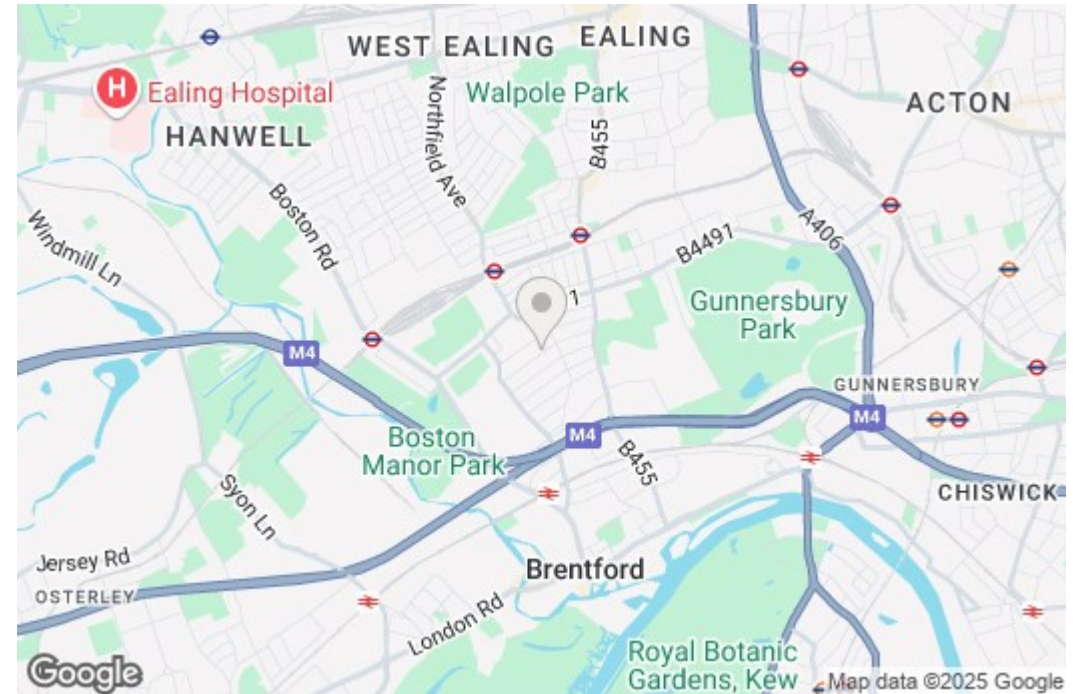 WEST EALING
EALING
H
Ealing Hospital
Walpole Park
ACTON
HANWELL
Northfield Ave
B455
Boston Rd
A406
B4491
Windmill Ln
1
Gunnersbury
Park
M4
GUNNERSBURY
M4
M4
Boston
Manor Park
B455
CHISWICK
Syon Ln
Jersey Rd
Brentford
OSTERLEY
London Rd
Royal Botanic
Gardens, Kew
Google
Map data ©2025 Google